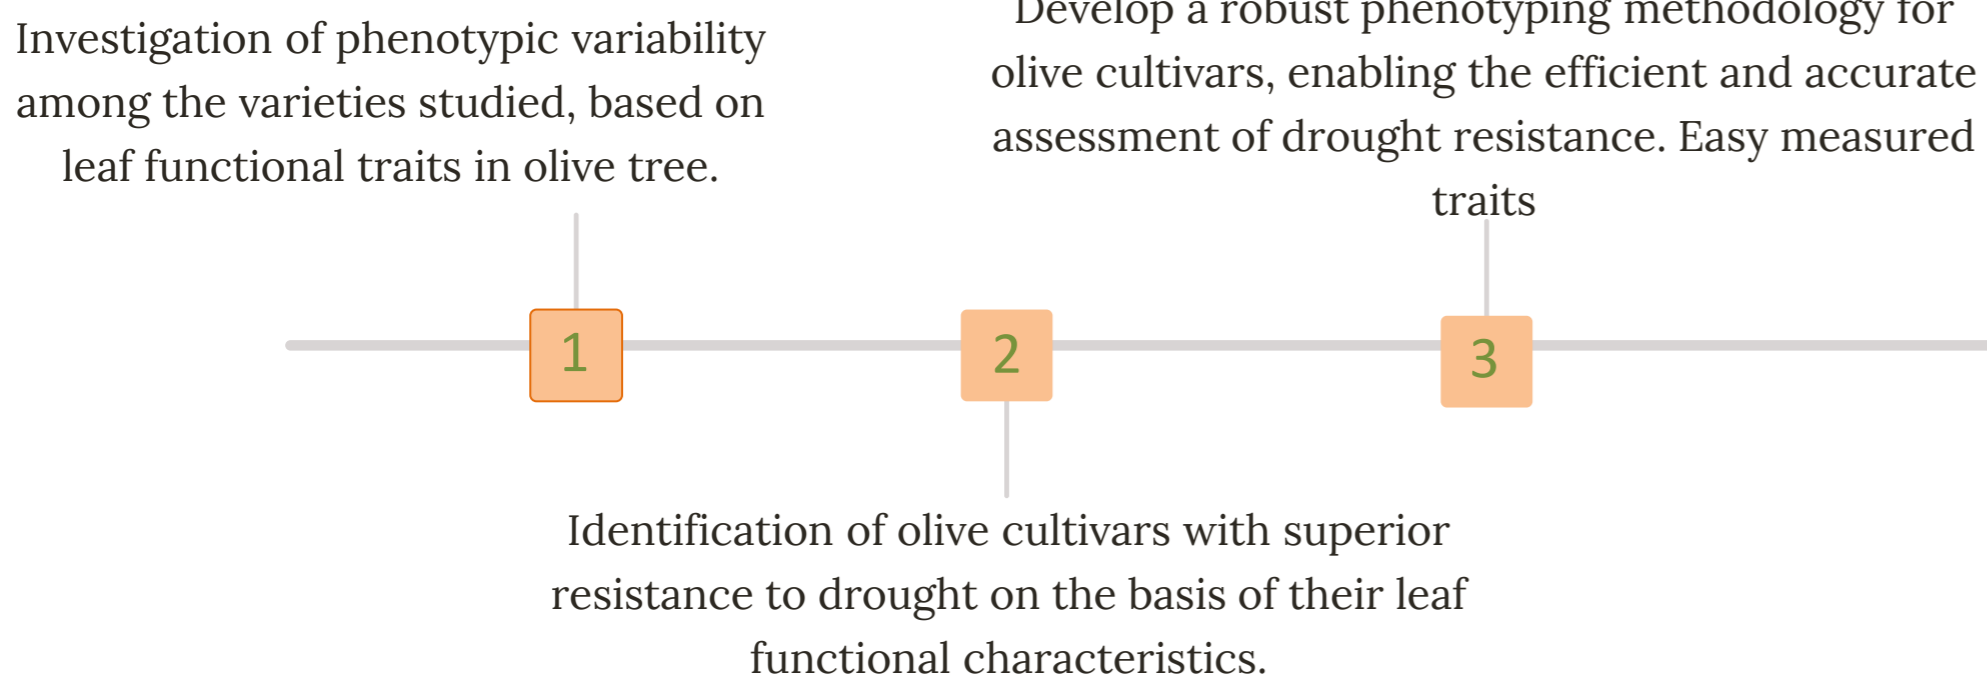 Investigation of phenotypic variability
among the varieties studied, based on
leaf functional traits in olive tree.
Develop a robust phenotyping methodology for
olive cultivars, enabling the efficient and accurate
assessment of drought resistance. Easy measured
traits
1
2
3
Identification of olive cultivars with superior
resistance to drought on the basis of their leaf
functional characteristics.